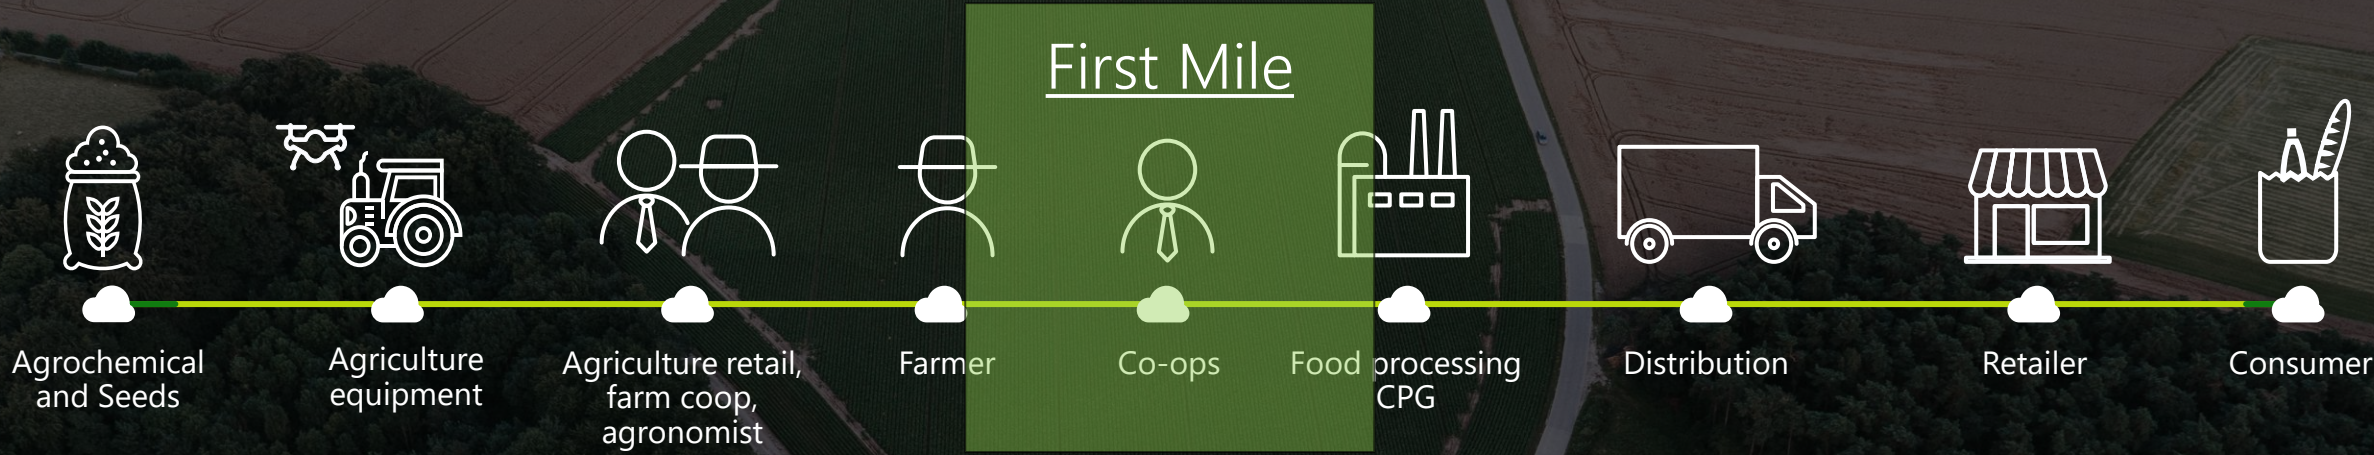 First Mile
Agrochemical
and Seeds
Agriculture
equipment
Agriculture retail,
farm coop,
agronomist
Farmer
Co-ops
Food processing
CPG
Distribution
Retailer
Consumer